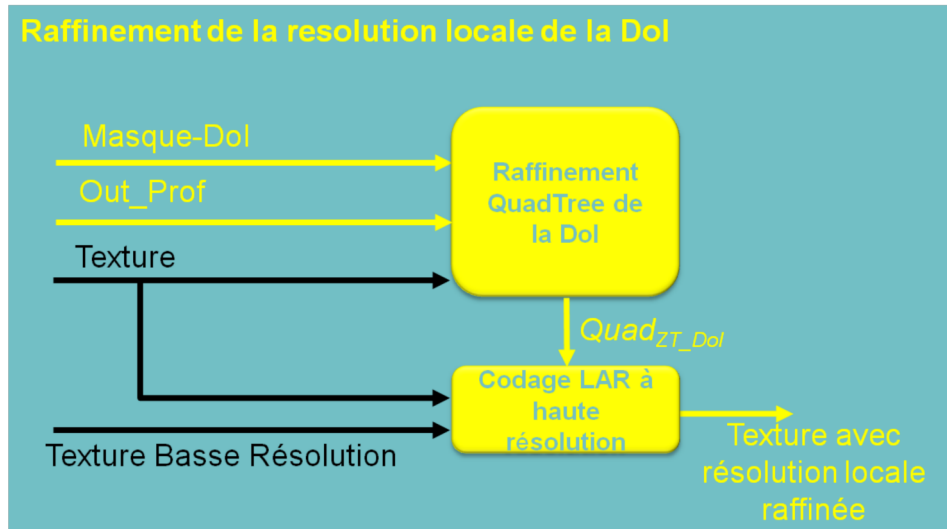 Raffinement de la resolution locale de la DoI
Masque-DoI
Out_Prof
Texture
Raffinement
QuadTree de
la DoI
Quad_ZT_DoI
Codage LAR à
haute
résolution
Texture Basse Résolution
Texture avec
résolution locale
raffinée